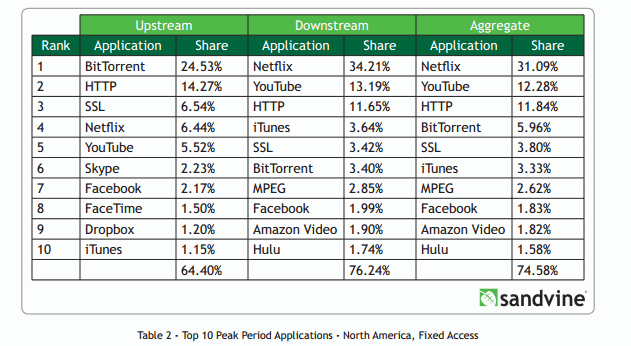 Upstream Downstream Aggregate
Rank Application Share Application Share Application Share
1 BitTorrent 24.53% Netflix 34.21% Netflix 31.09%
2 HTTP 14.27% YouTube 13.19% YouTube 12.28%
3 SSL 6.54% HTTP 11.65% HTTP 11.84%
4 Netflix 6.44% iTunes 3.64% BitTorrent 5.96%
5 YouTube 5.52% SSL 3.42% SSL 3.80%
6 Skype 2.23% BitTorrent 3.40% iTunes 3.33%
7 Facebook 2.17% MPEG 2.85% MPEG 2.62%
8 FaceTime 1.50% Facebook 1.99% Facebook 1.83%
9 Dropbox 1.20% Amazon Video 1.90% Amazon Video 1.82%
10 iTunes 1.15% Hulu 1.74% Hulu 1.58%
64.40% 76.24% 74.58%
sandvine
Table 2 - Top 10 Peak Period Applications - North America, Fixed Access